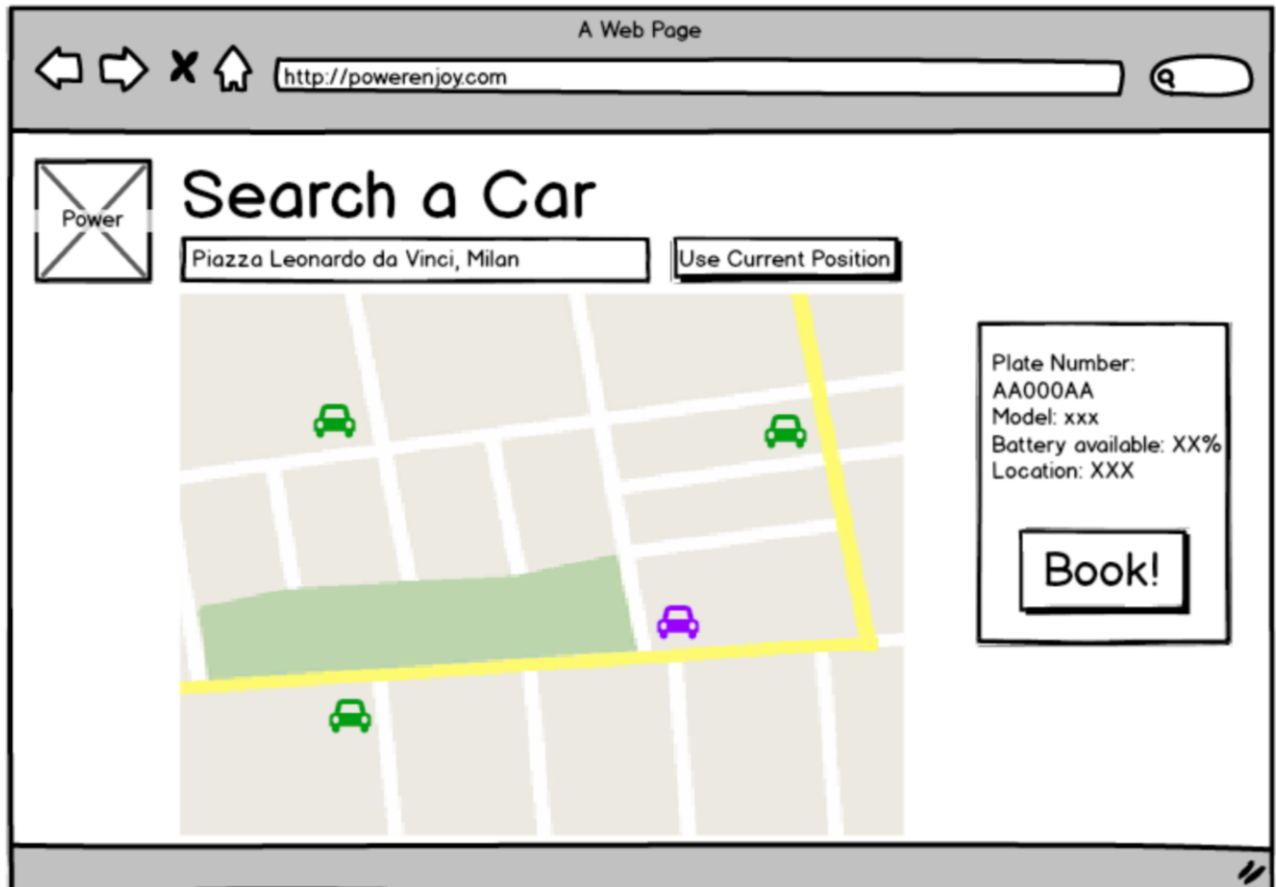 A Web Page
http://powerenjoy.com
Power
Search a Car
Piazza Leonardo da Vinci, Milan
Use Current Position
Plate Number:
AA000AA
Model: xxx
Battery available: XX%
Location: XXX
Book!